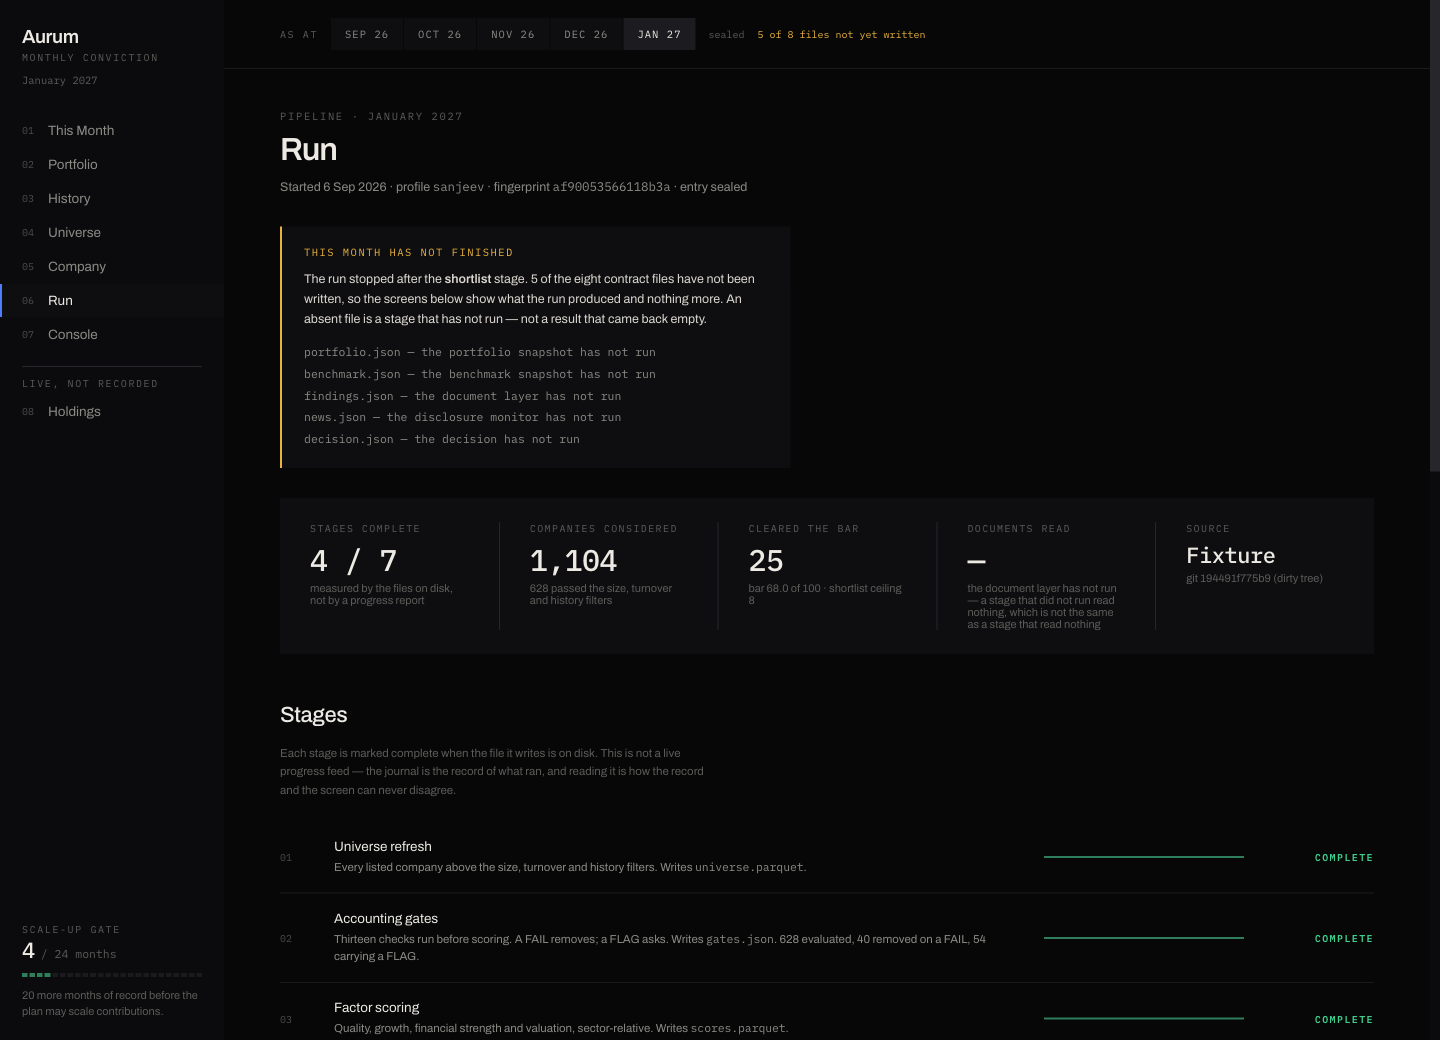 Aurum
MONTHLY CONVICTION
January 2027
01 This Month
02 Portfolio
03 History
04 Universe
05 Company
06 Run
07 Console
LIVE, NOT RECORDED
08 Holdings
SCALE-UP GATE
4 / 24 months
20 more months of record before the
plan may scale contributions.
AS AT SEP 26 OCT 26 NOV 26 DEC 26 JAN 27 sealed 5 of 8 files not yet written
PIPELINE · JANUARY 2027
Run
Started 6 Sep 2026 · profile sanjeev · fingerprint af90053566118b3a · entry sealed
THIS MONTH HAS NOT FINISHED
The run stopped after the shortlist stage. 5 of the eight contract files have not been
written, so the screens below show what the run produced and nothing more. An
absent file is a stage that has not run — not a result that came back empty.
portfolio.json — the portfolio snapshot has not run
benchmark.json — the benchmark snapshot has not run
findings.json — the document layer has not run
news.json — the disclosure monitor has not run
decision.json — the decision has not run
STAGES COMPLETE
4 / 7
measured by the files on disk,
not by a progress report
COMPANIES CONSIDERED
1,104
628 passed the size, turnover
and history filters
CLEARED THE BAR
25
bar 68.0 of 100 · shortlist ceiling
8
DOCUMENTS READ
—
the document layer has not run
— a stage that did not run read
nothing, which is not the same
as a stage that read nothing
SOURCE
Fixture
git 194491f775b9 (dirty tree)
Stages
Each stage is marked complete when the file it writes is on disk. This is not a live
progress feed — the journal is the record of what ran, and reading it is how the record
and the screen can never disagree.
01 Universe refresh COMPLETE
Every listed company above the size, turnover and history filters. Writes universe.parquet.
02 Accounting gates COMPLETE
Thirteen checks run before scoring. A FAIL removes; a FLAG asks. Writes gates.json. 628 evaluated, 40 removed on a FAIL, 54
carrying a FLAG.
03 Factor scoring COMPLETE
Quality, growth, financial strength and valuation, sector-relative. Writes scores.parquet.